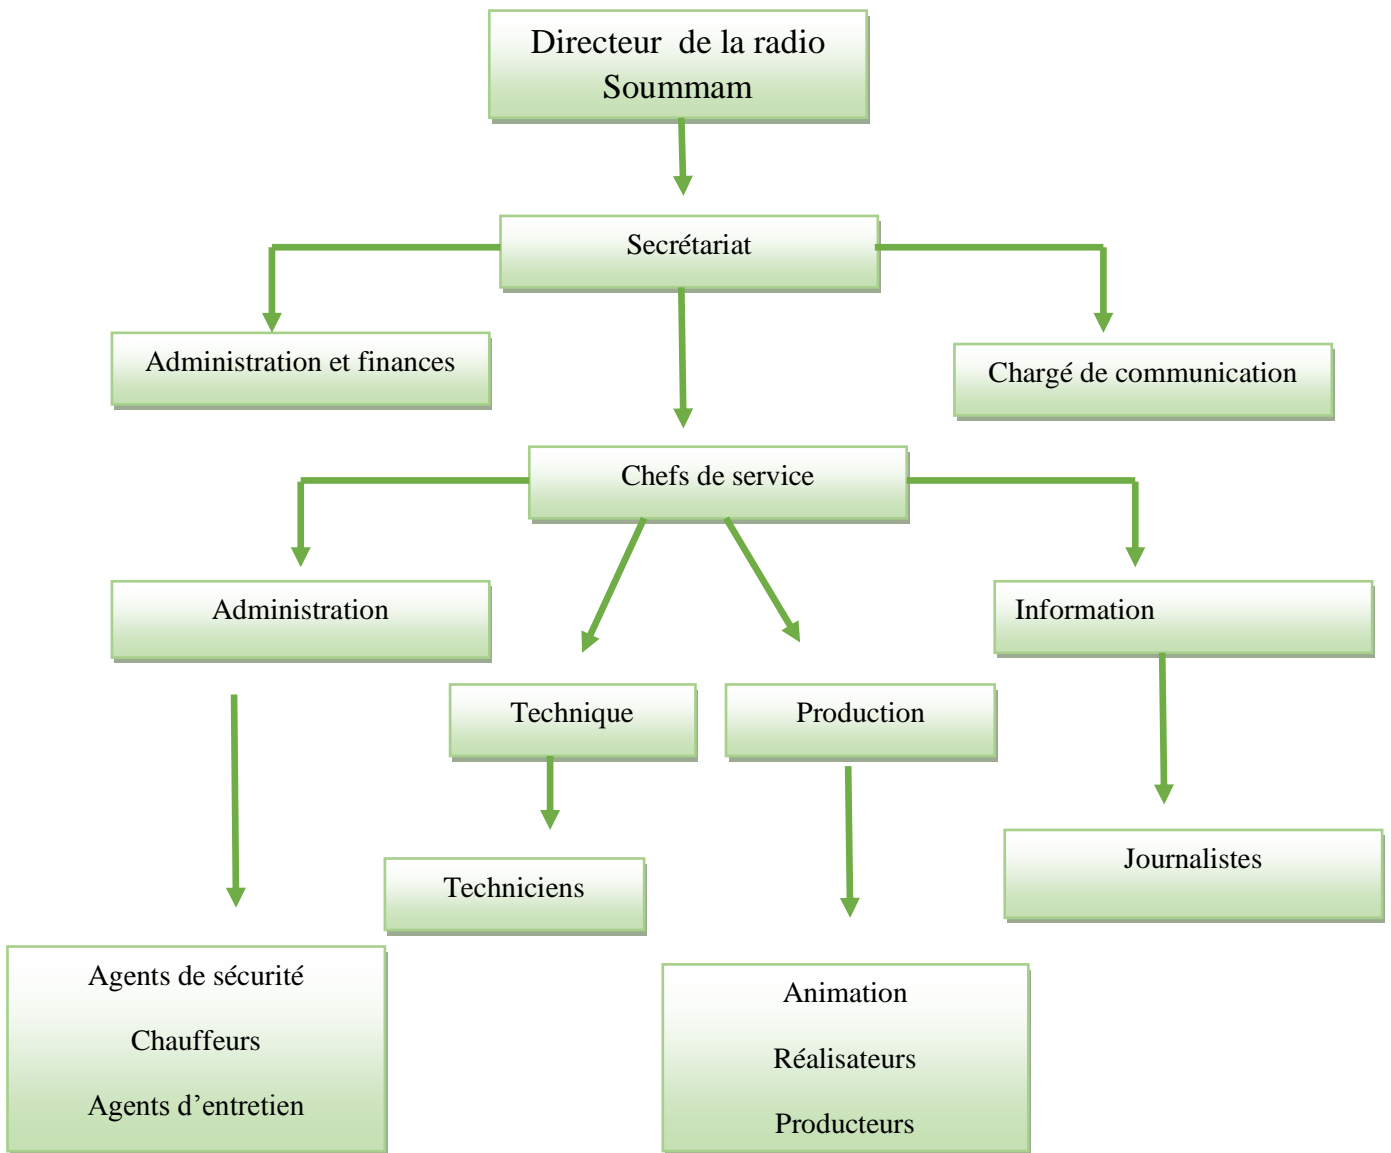 Directeur de la radio
Soummam
Secrétariat
Administration et finances
Chargé de communication
Chefs de service
Administration
Information
Technique
Production
Journalistes
Techniciens
Agents de sécurité
Chauffeurs
Agents d’entretien
Animation
Réalisateurs
Producteurs